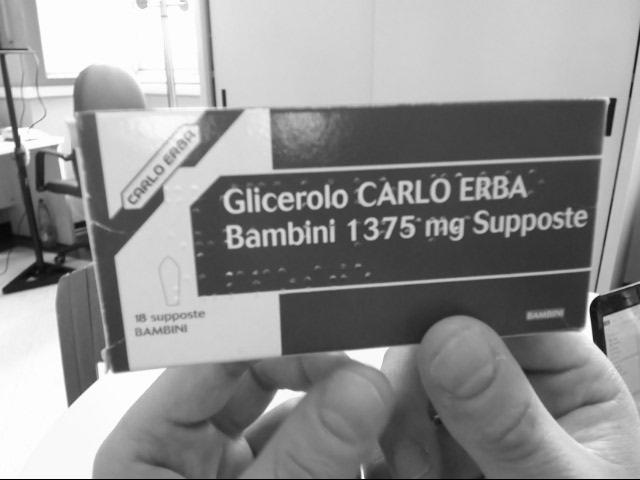 CARLO ERBA
Glicerolo CARLO ERBA
Bambini 1375 mg Supposte
18 supposte
BAMBINI
BAMBINI